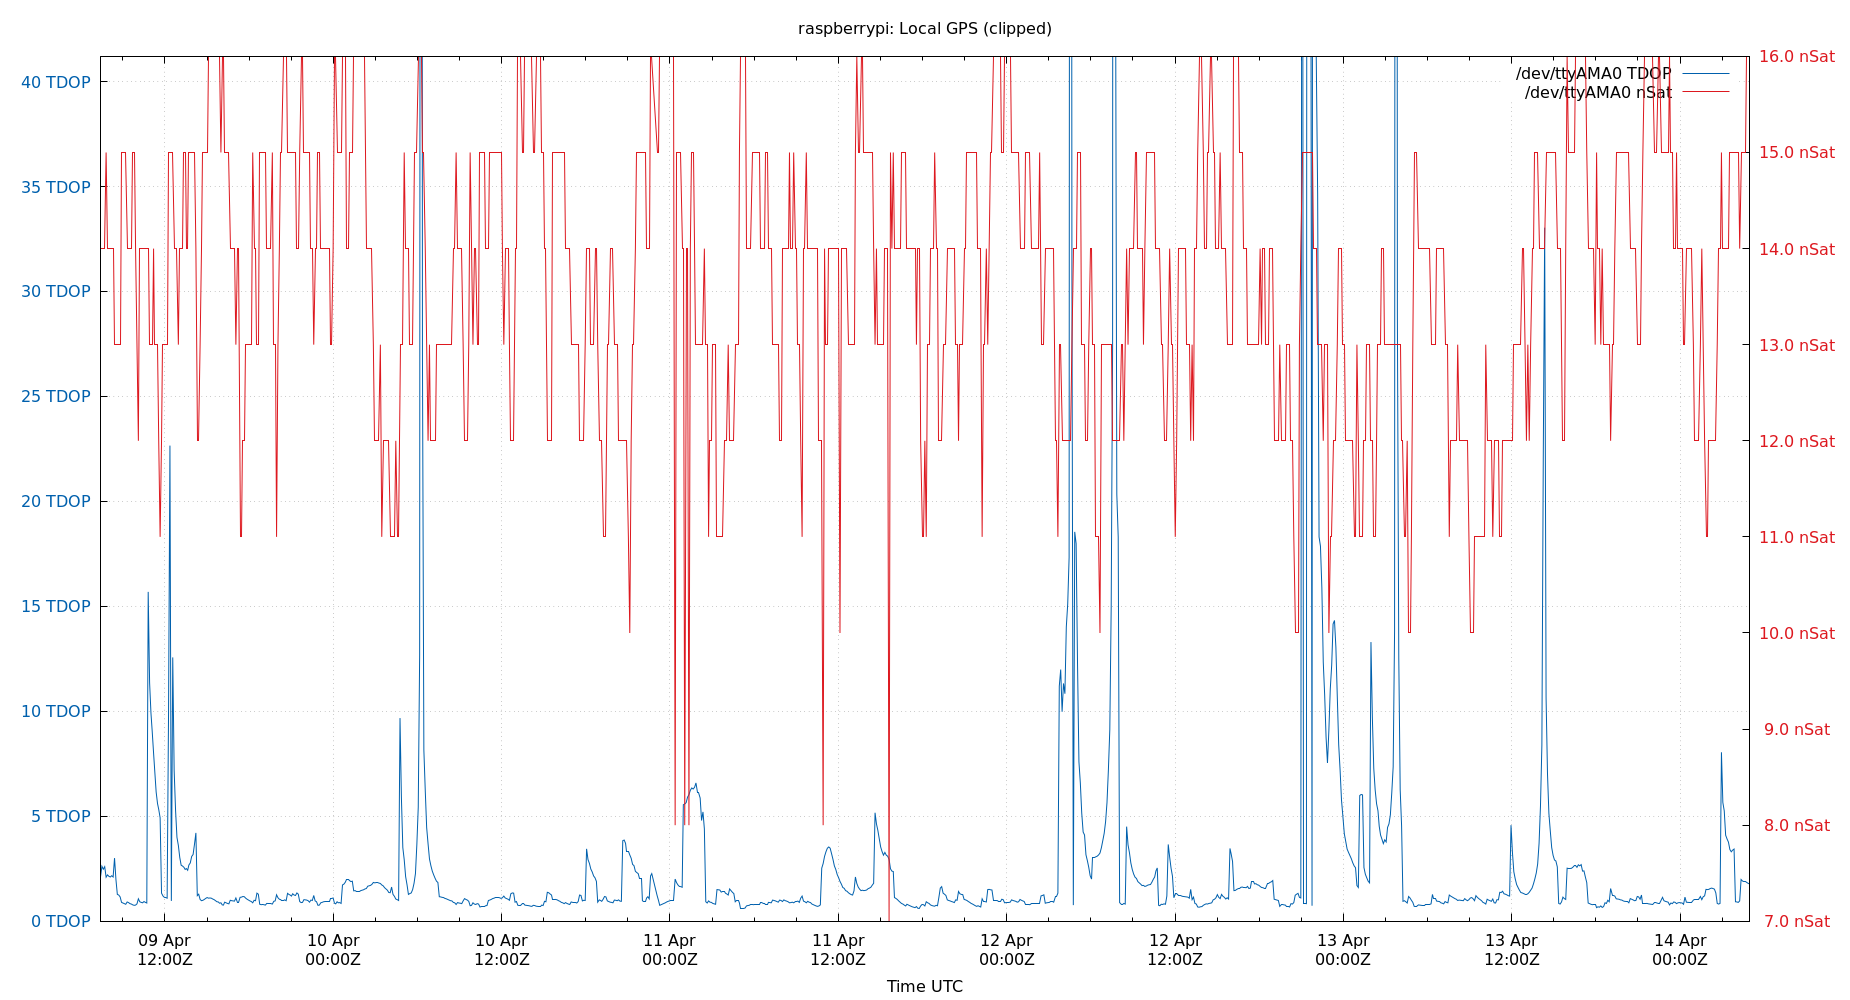 raspberrypi: Local GPS (clipped)
/dev/ttyAMA0 TDOP
/dev/ttyAMA0 nSat
40 TDOP
35 TDOP
30 TDOP
25 TDOP
20 TDOP
15 TDOP
10 TDOP
5 TDOP
0 TDOP
16.0 nSat
15.0 nSat
14.0 nSat
13.0 nSat
12.0 nSat
11.0 nSat
10.0 nSat
9.0 nSat
8.0 nSat
7.0 nSat
09 Apr
12:00Z
10 Apr
00:00Z
10 Apr
12:00Z
11 Apr
00:00Z
11 Apr
12:00Z
12 Apr
00:00Z
12 Apr
12:00Z
13 Apr
00:00Z
13 Apr
12:00Z
14 Apr
00:00Z
Time UTC